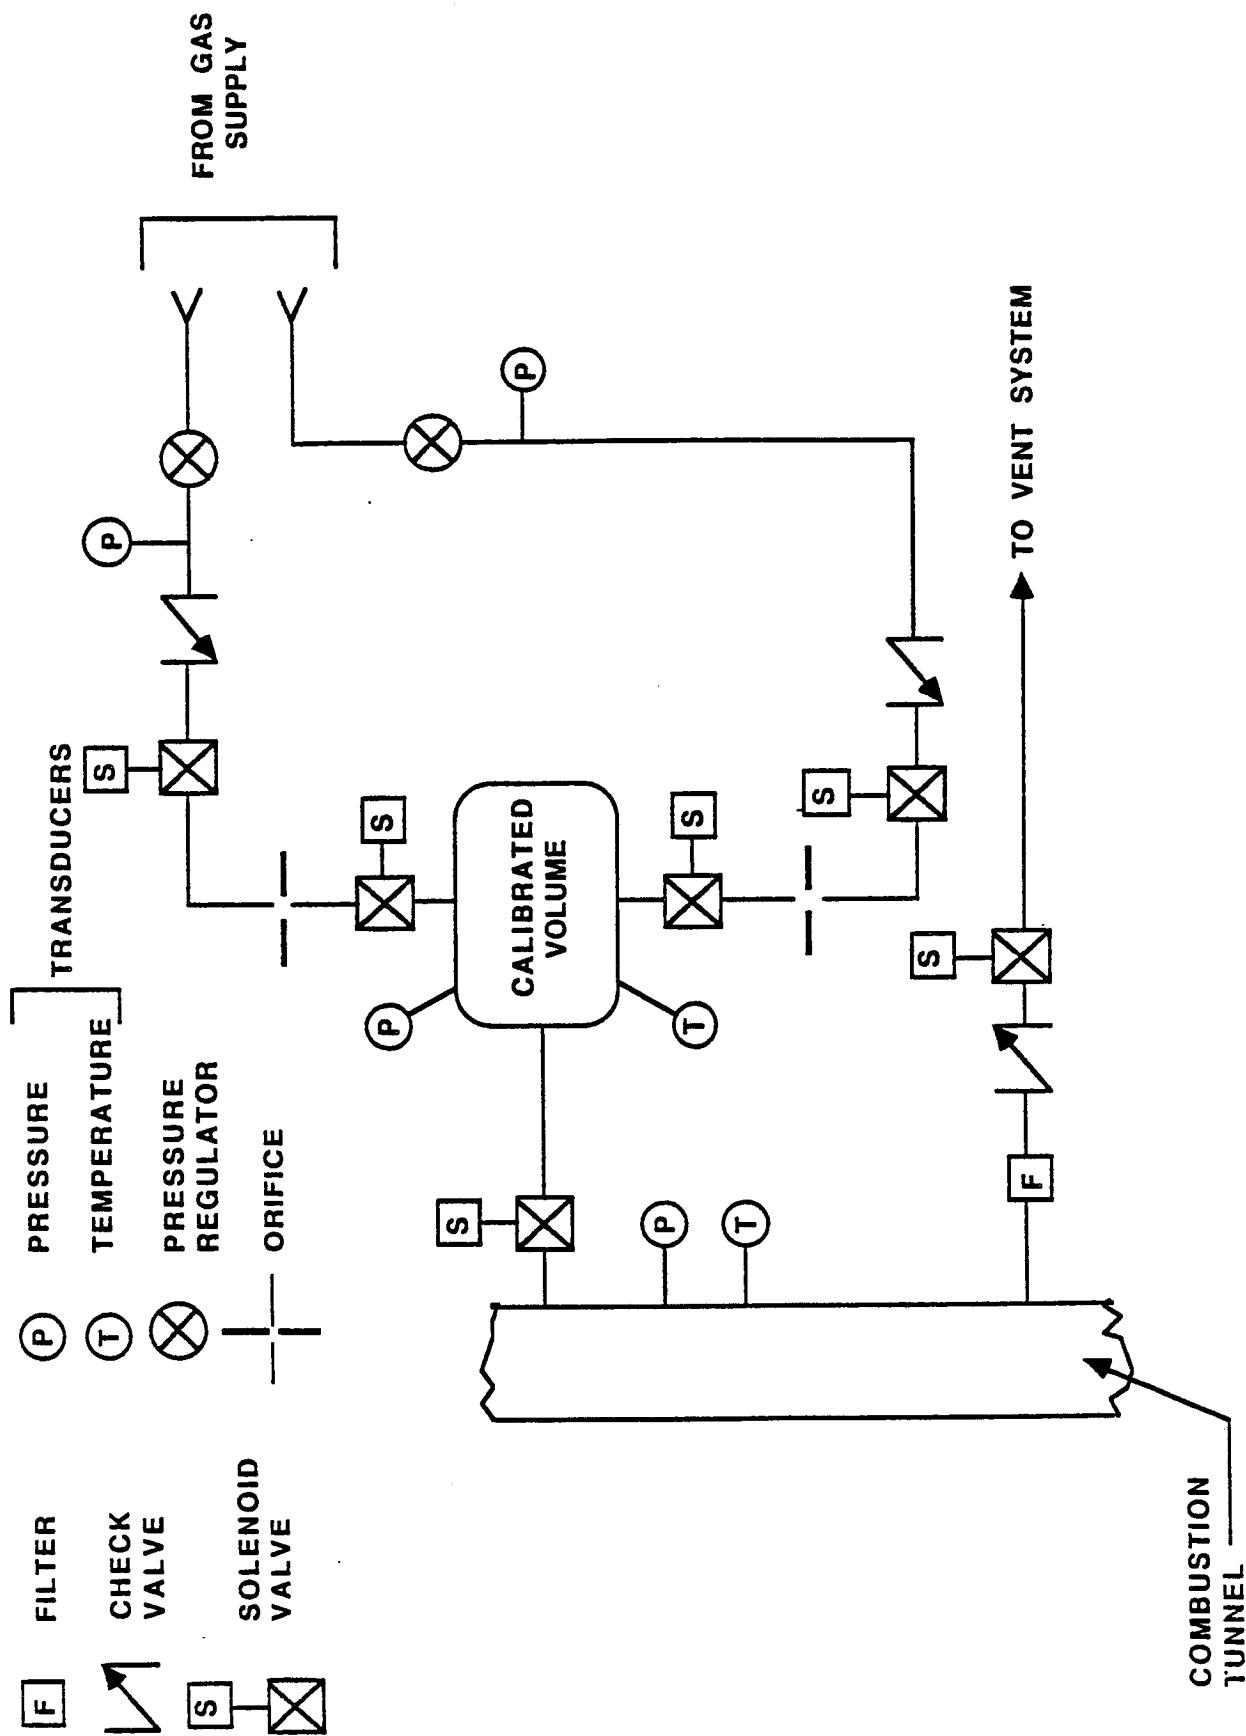 F FILTER
CHECK
VALVE
S SOLENOID
VALVE
P PRESSURE
T TEMPERATURE
TRANSDUCERS
PRESSURE
REGULATOR
ORIFICE
FROM GAS
SUPPLY
P
S
S
P
CALIBRATED
VOLUME
S
P
T
S
S
P
T
F
S
TO VENT SYSTEM
COMBUSTION
TUNNEL